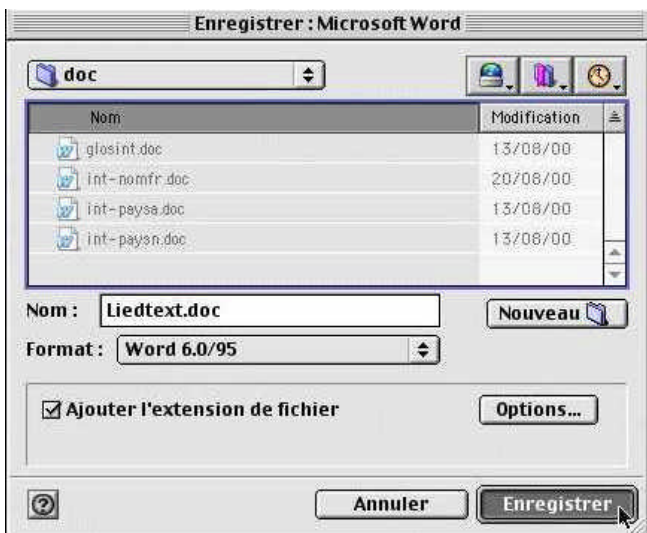 Enregistrer : Microsoft Word
doc
Nom Modification
glosint.doc 13/08/00
int-nomfr.doc 20/08/00
int-paysa.doc 13/08/00
int-paysn.doc 13/08/00
Nom : Liedtext.doc Nouveau
Format : Word 6.0/95
Ajouter l'extension de fichier Options...
? Annuler Enregistrer